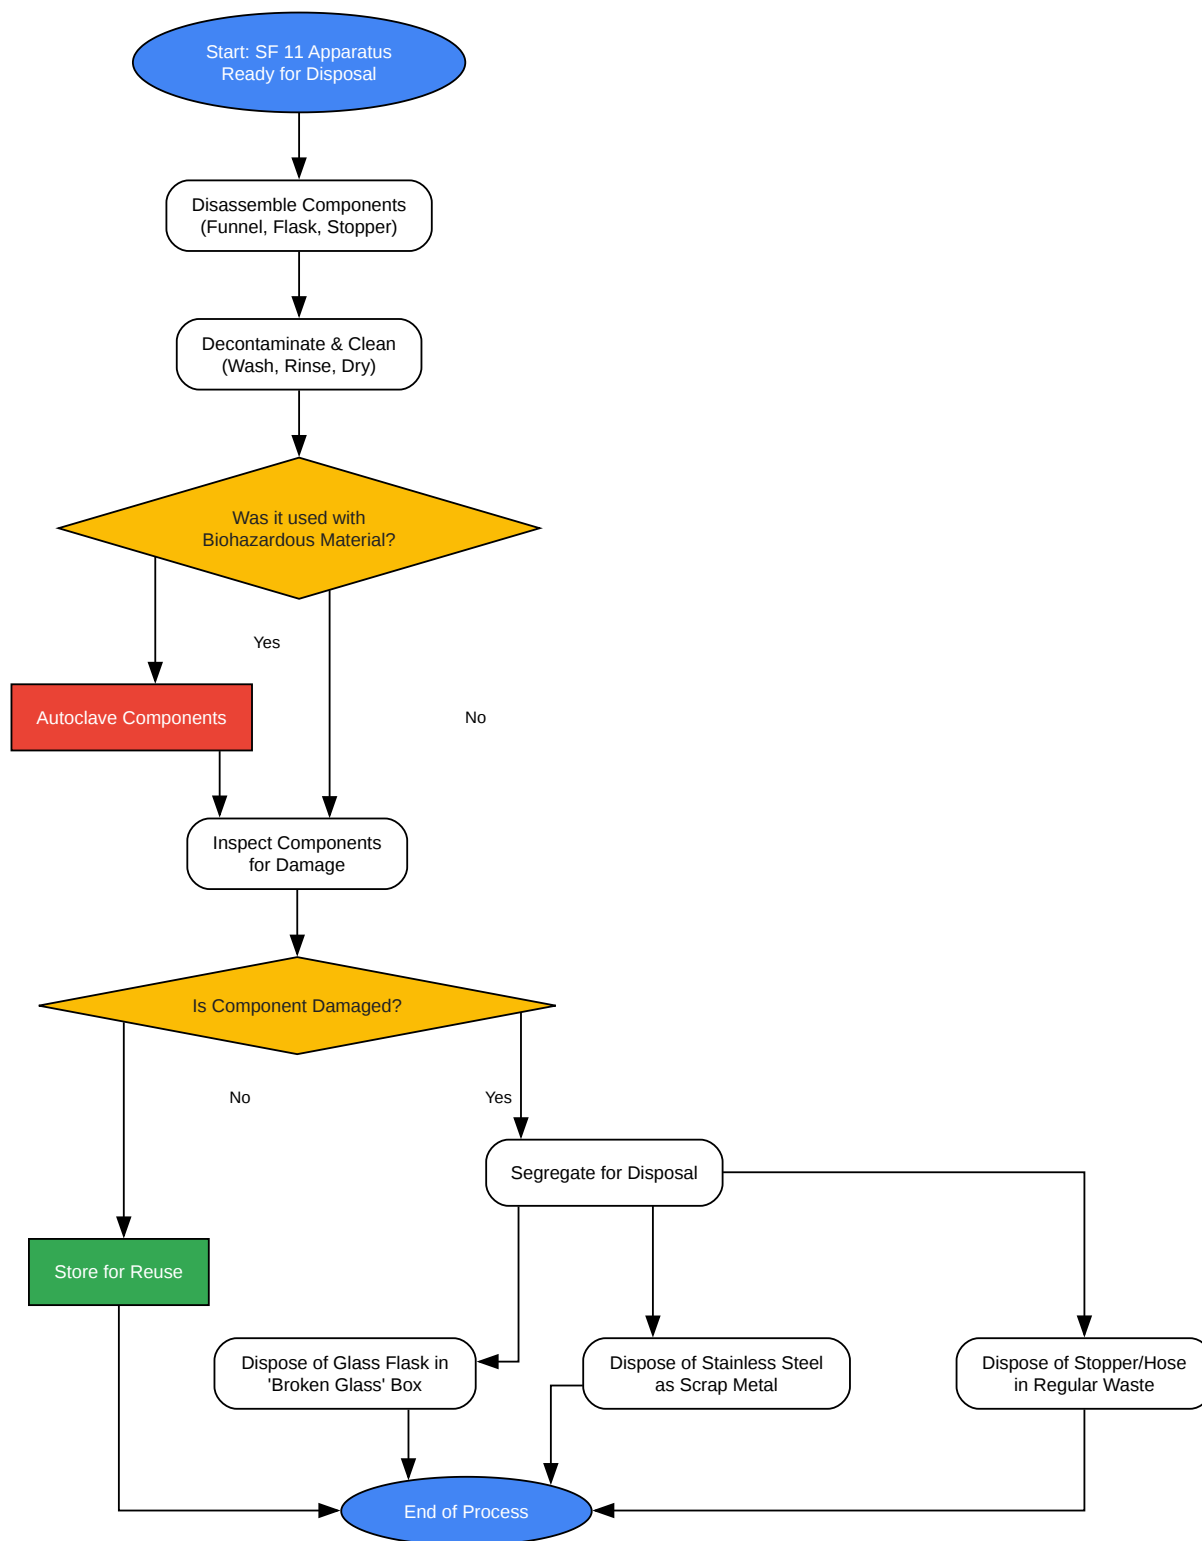 Start: SF 11 Apparatus
Ready for Disposal
Disassemble Components
(Funnel, Flask, Stopper)
Decontaminate & Clean
(Wash, Rinse, Dry)
Was it used with
Biohazardous Material?
Yes
No
Autoclave Components
Inspect Components
for Damage
Is Component Damaged?
No
Yes
Segregate for Disposal
Store for Reuse
Dispose of Glass Flask in
'Broken Glass' Box
Dispose of Stainless Steel
as Scrap Metal
Dispose of Stopper/Hose
in Regular Waste
End of Process